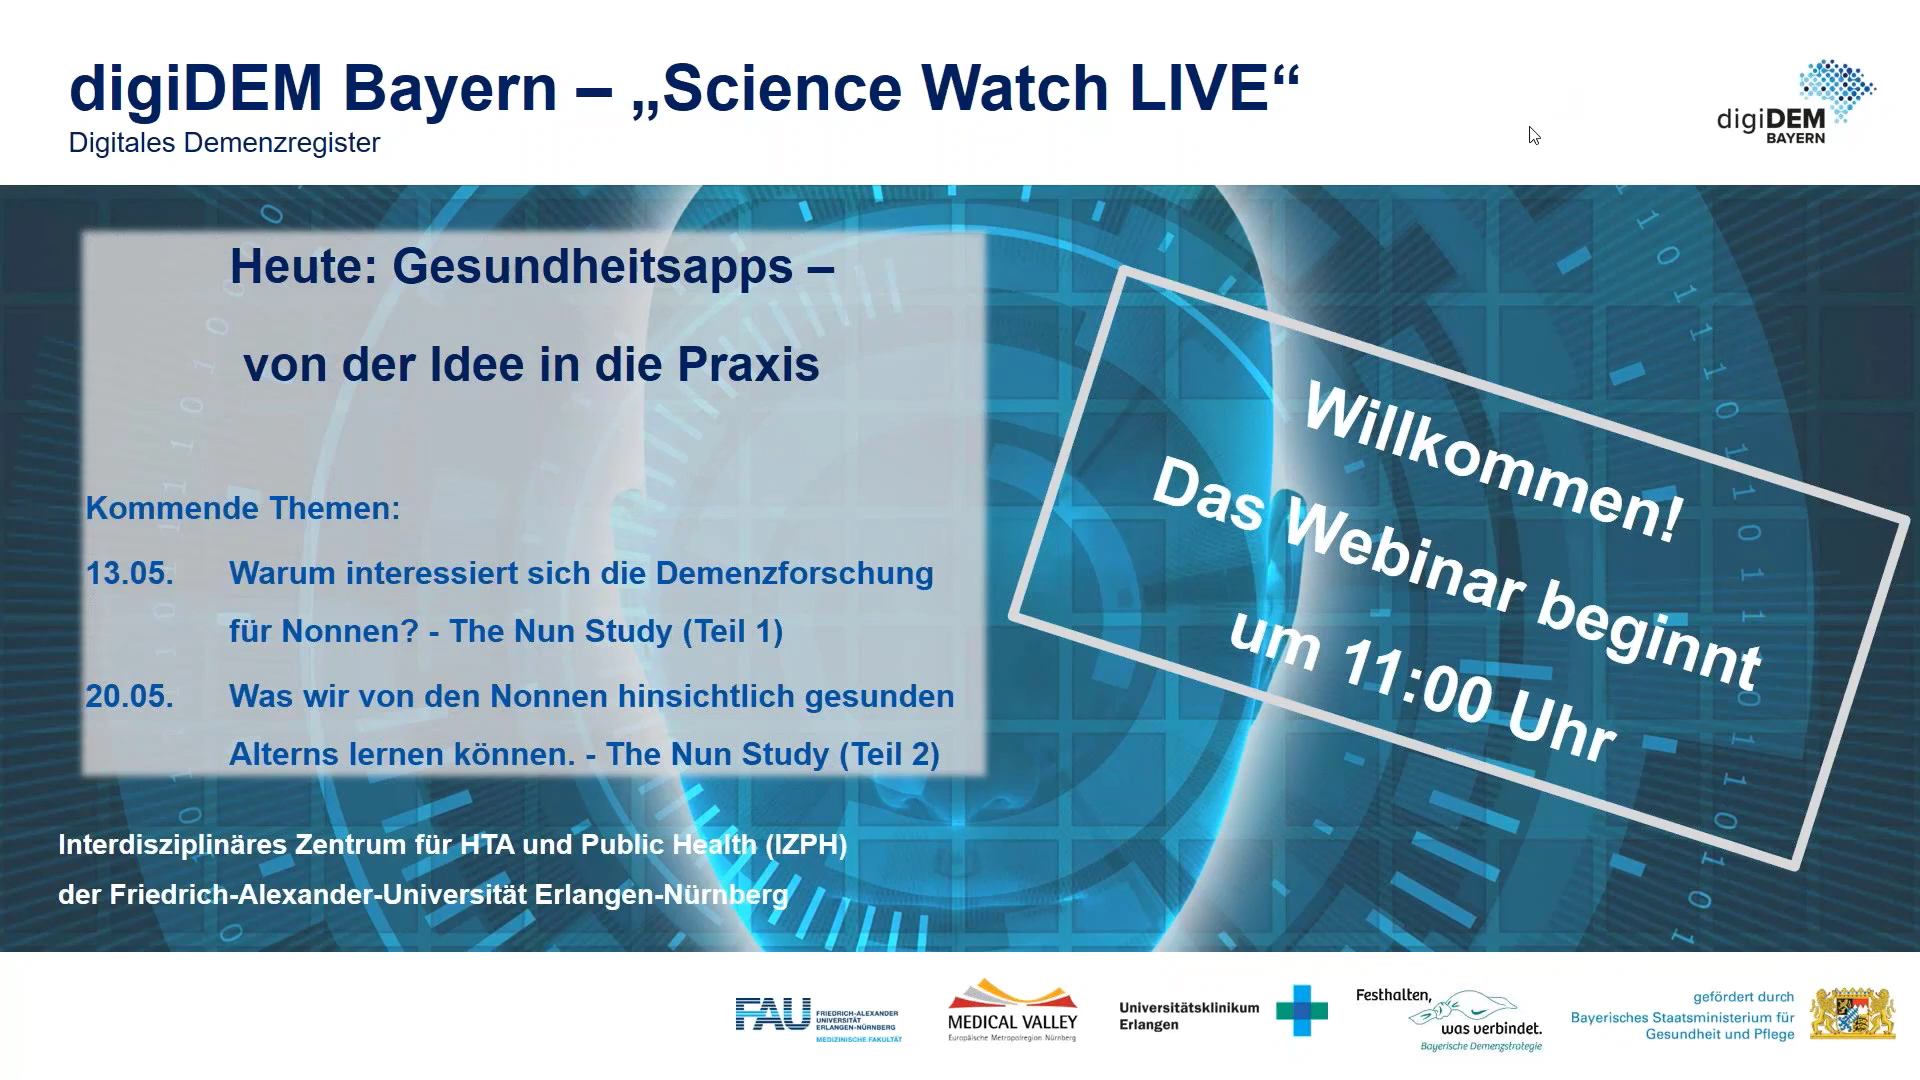 digiDEM Bayern – „Science Watch LIVE“
Digitales Demenzregister
digiDEM
BAYERN
Heute: Gesundheitsapps –
von der Idee in die Praxis
Kommende Themen:
13.05. Warum interessiert sich die Demenzforschung
für Nonnen? - The Nun Study (Teil 1)
20.05. Was wir von den Nonnen hinsichtlich gesunden
Alterns lernen können. - The Nun Study (Teil 2)
Willkommen!
Das Webinar beginnt
um 11:00 Uhr
Interdisziplinäres Zentrum für HTA und Public Health (IZPH)
der Friedrich-Alexander-Universität Erlangen-Nürnberg
FAU
FRIEDRICH-ALEXANDER
UNIVERSITÄT
ERLANGEN-NÜRNBERG
MEDIZINISCHE FAKULTÄT
MEDICAL VALLEY
Europäische Metropolregion Nürnberg
Universitätsklinikum
Erlangen
Festhalten,
was verbindet.
Bayerische Demenzstrategie
gefördert durch
Bayerisches Staatsministerium für
Gesundheit und Pflege